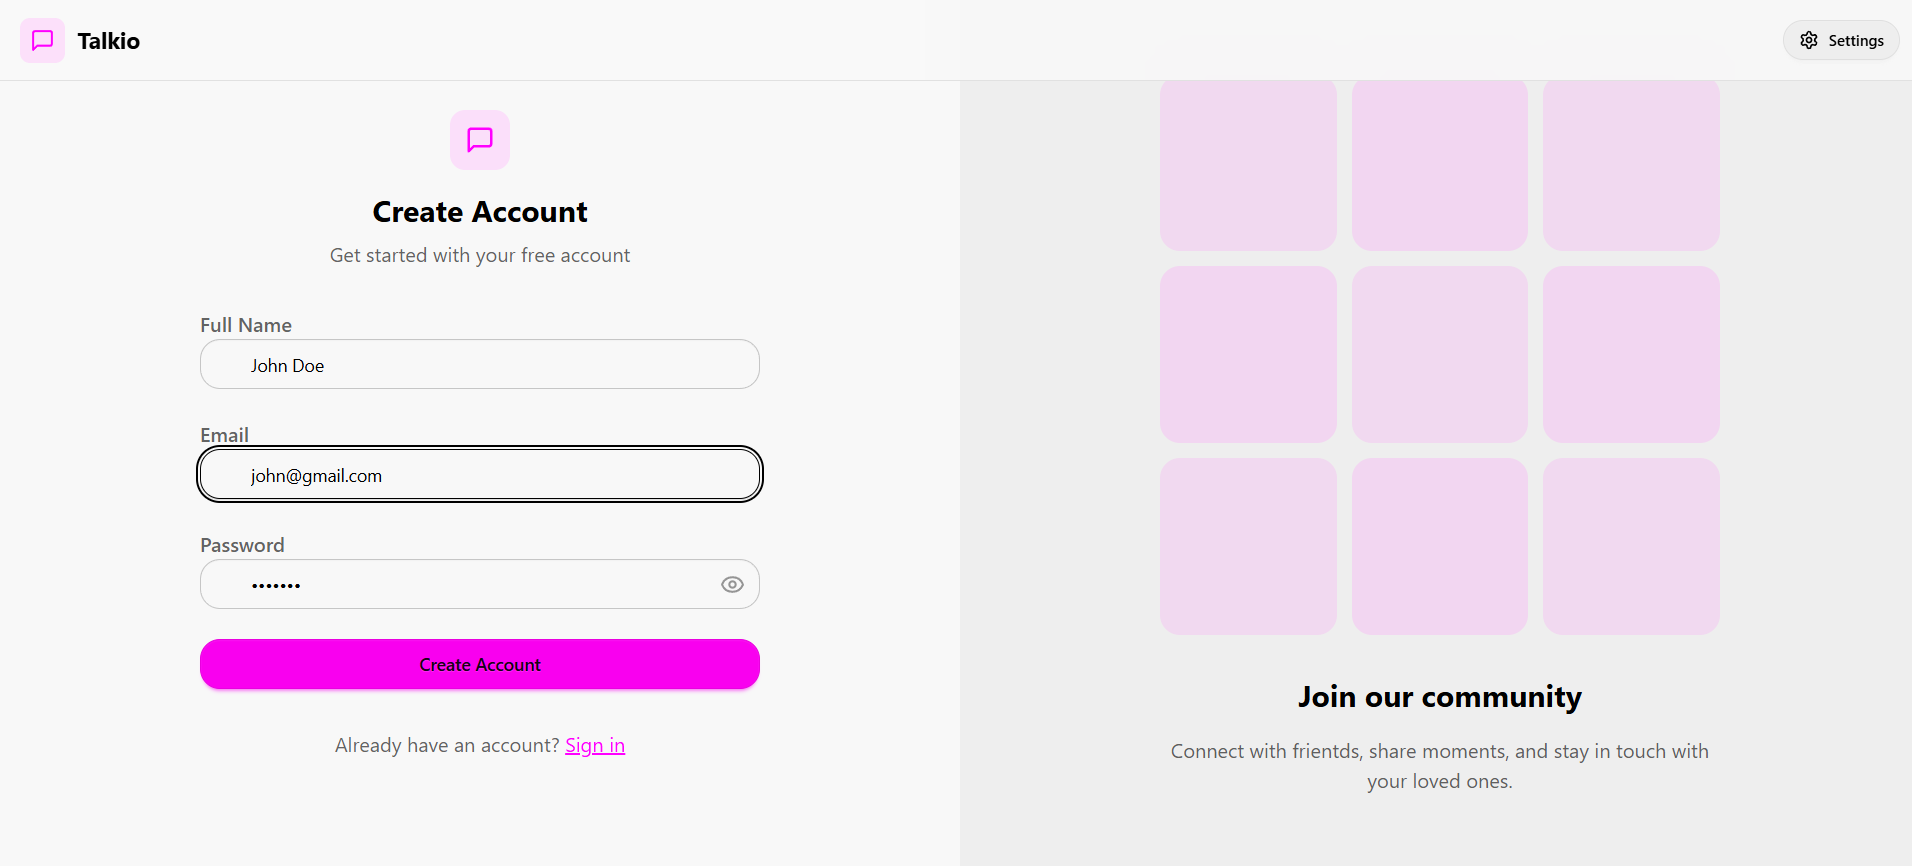 Talkio
Settings
Create Account
Get started with your free account
Full Name
John Doe
Email
john@gmail.com
Password
•••••••
Create Account
Already have an account? Sign in
Join our community
Connect with frientds, share moments, and stay in touch with
your loved ones.